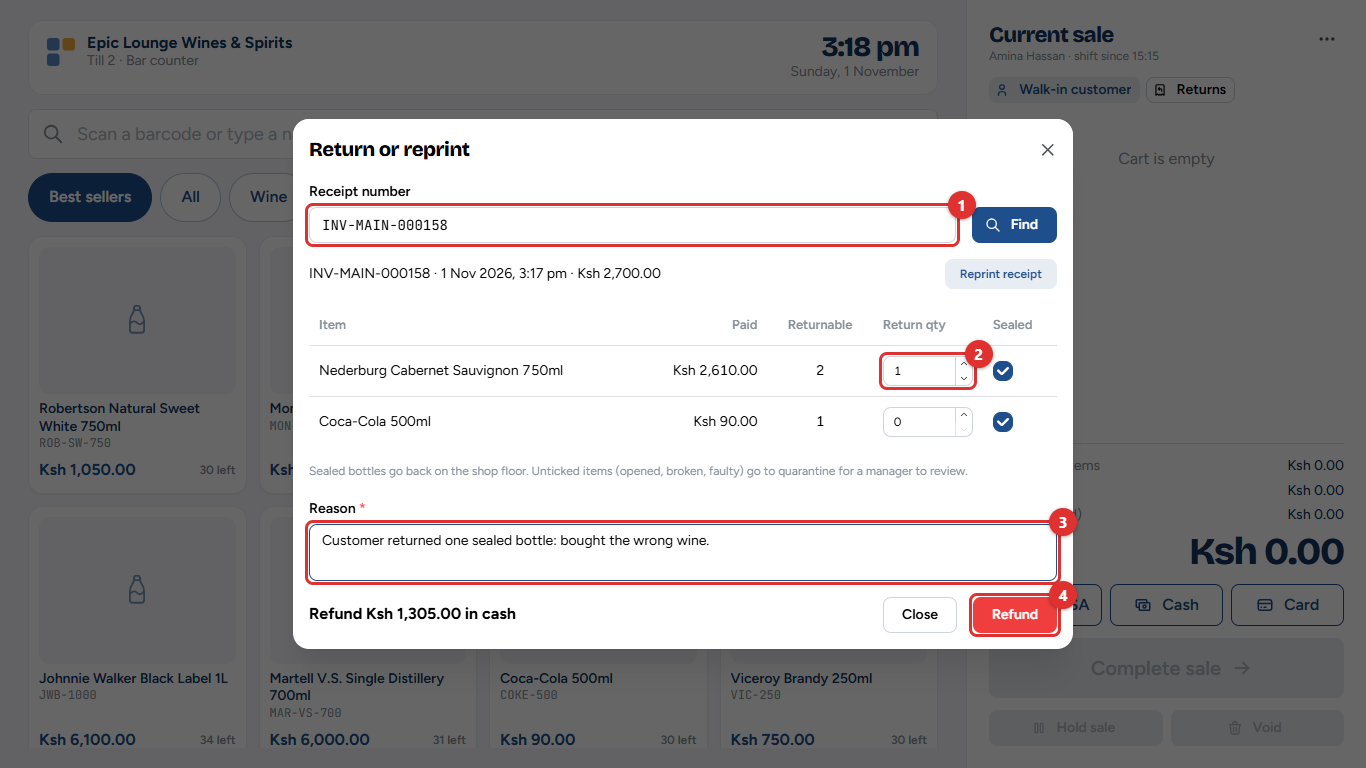 Epic Lounge Wines & Spirits
Till 2 · Bar counter
3:18 pm
Sunday, 1 November
Current sale
Amina Hassan · shift since 15:15
Walk-in customer
Returns
Scan a barcode or type a n
Cart is empty
Best sellers
All
Wine
Return or reprint
Receipt number
1
INV-MAIN-000158
Find
INV-MAIN-000158 · 1 Nov 2026, 3:17 pm · Ksh 2,700.00
Reprint receipt
Item Paid Returnable Return qty Sealed
2
Nederburg Cabernet Sauvignon 750ml Ksh 2,610.00 2 1
Coca-Cola 500ml Ksh 90.00 1 0
Sealed bottles go back on the shop floor. Unticked items (opened, broken, faulty) go to quarantine for a manager to review.
Reason *
3
Customer returned one sealed bottle: bought the wrong wine.
4
Refund Ksh 1,305.00 in cash
Close
Refund
Robertson Natural Sweet
White 750ml
ROB-SW-750
Ksh 1,050.00
30 left
Mon
MON
Ksh
Johnnie Walker Black Label 1L
JWB-1000
Ksh 6,100.00
34 left
Martell V.S. Single Distillery
700ml
MAR-VS-700
Ksh 6,000.00
31 left
Coca-Cola 500ml
COKE-500
Ksh 90.00
30 left
Viceroy Brandy 250ml
VIC-250
Ksh 750.00
30 left
ems
Ksh 0.00
Ksh 0.00
)
Ksh 0.00
Ksh 0.00
SA
Cash
Card
Complete sale
Hold sale
Void